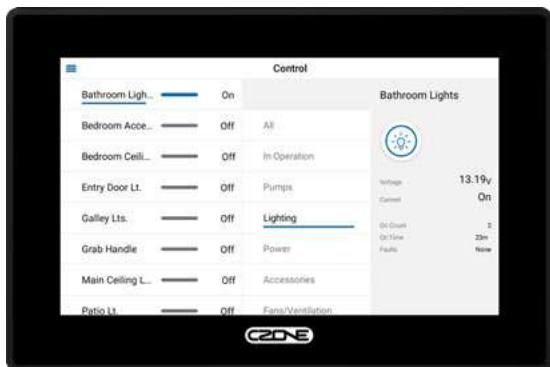 Control
Bathroom Ligh... On
Bedroom Acce... Off
Bedroom Ceili... Off
Entry Door Lt. Off
Galley Lts. Off
Grab Handle Off
Main Ceiling L... Off
Patio Lt. Off
All
In Operation
Pumps
Lighting
Power
Accessories
Fans/Ventilation
Bathroom Lights
Voltage 13.19V
Current On
On Count 2
On Time 23m
Faults None
CZONE